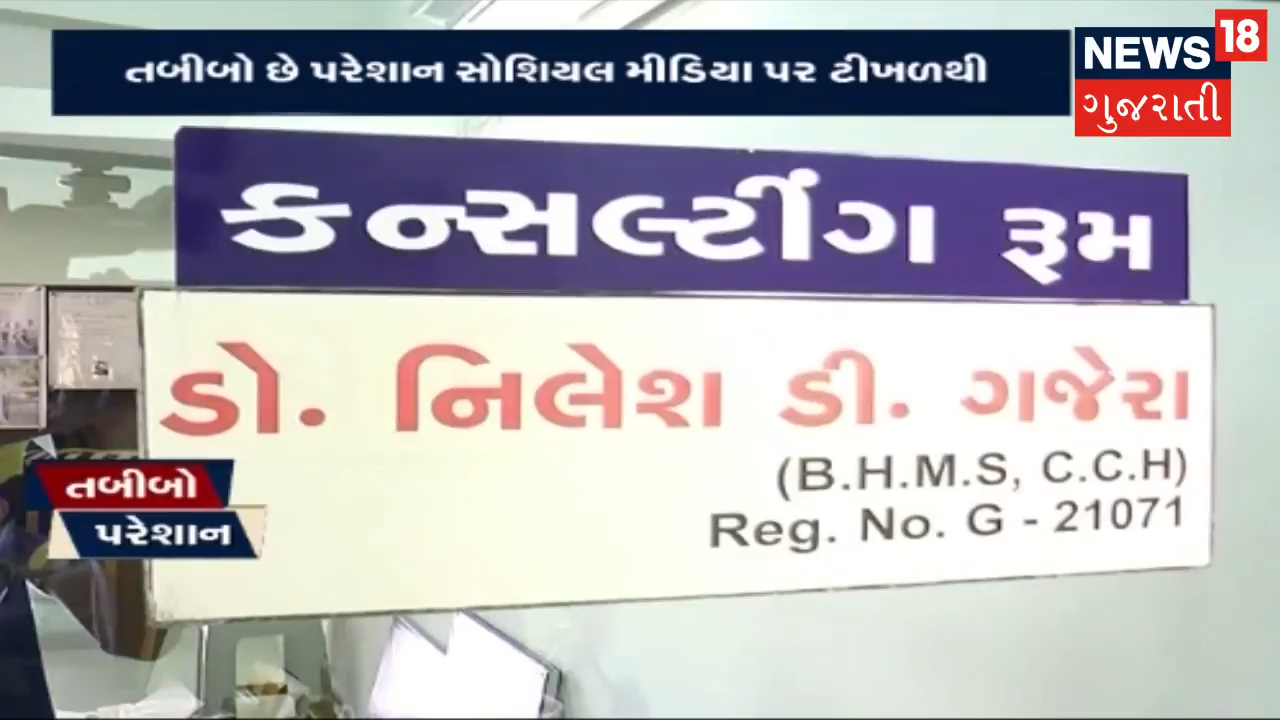 તબીબો છે પરેશાન સોશિયલ મીડિયા પર ટીખળથી
NEWS 18
ગુજરાતી
કન્સલ્ટીંગ રૂમ
ડો. નિલેશ ડી. ગજેરા
(B.H.M.S, C.C.H)
Reg. No. G - 21071
તબીબો
પરેશાન